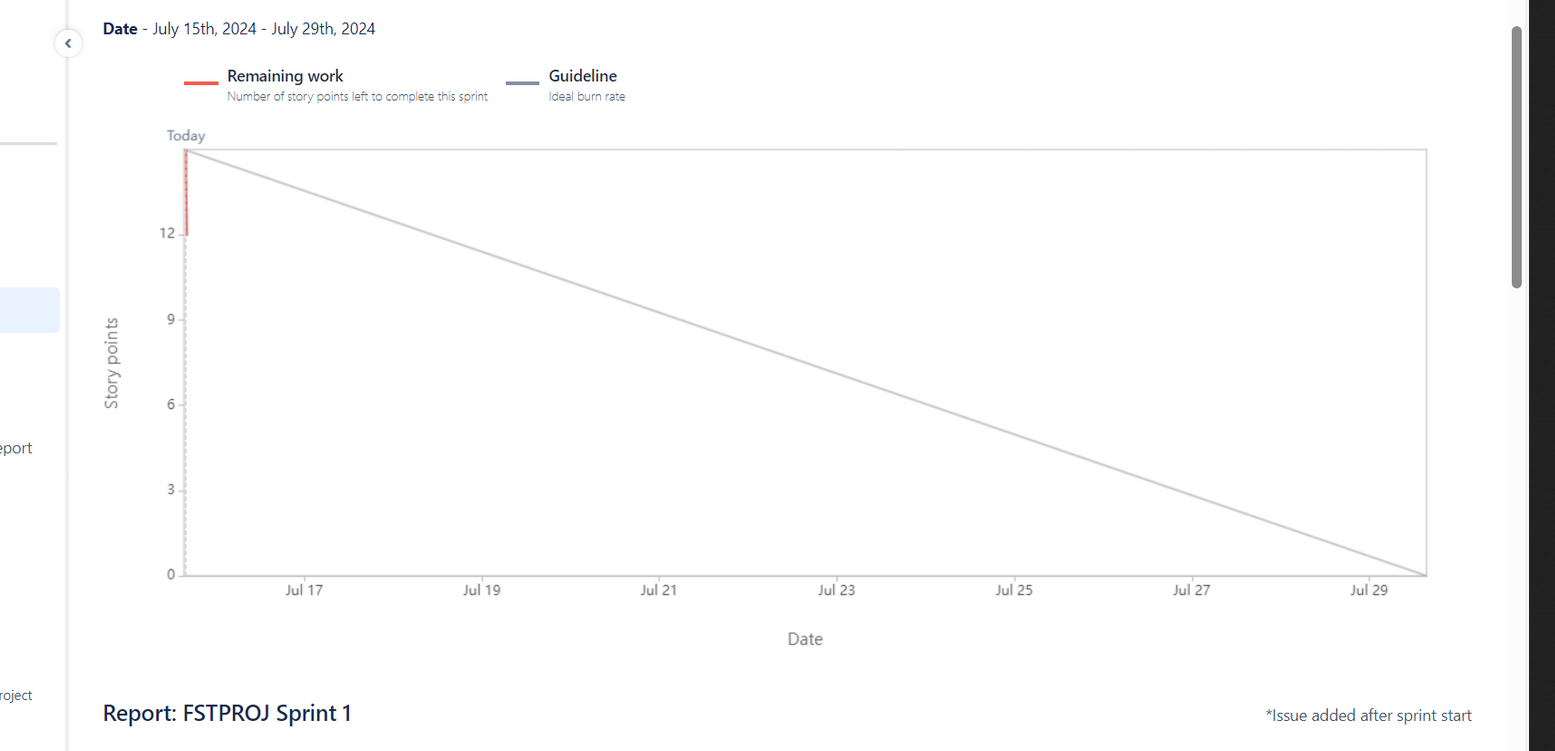 Date - July 15th, 2024 - July 29th, 2024
Remaining work
Number of story points left to complete this sprint
Guideline
Ideal burn rate
Today
12
9
6
3
0
Story points
Jul 17 Jul 19 Jul 21 Jul 23 Jul 25 Jul 27 Jul 29
Date
eport
roject
Report: FSTPROJ Sprint 1
*Issue added after sprint start